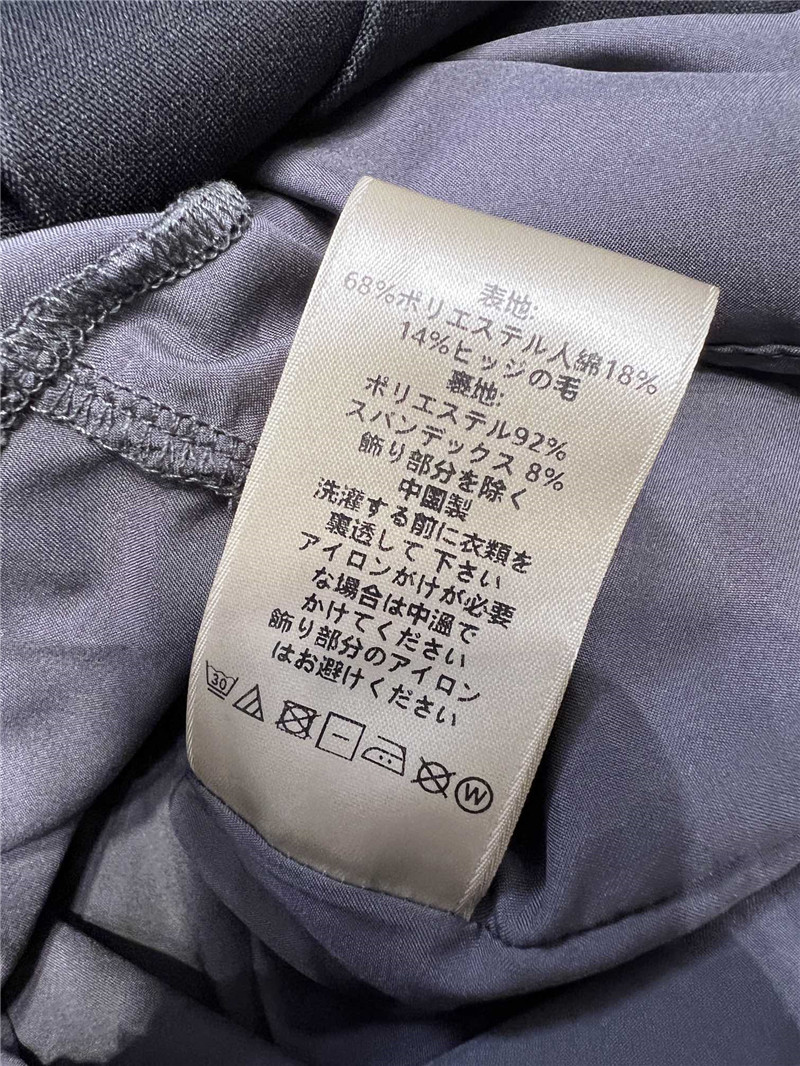 表地:
68%ポリエステル人綿18%
14%ヒッジの毛
裏地:
ポリエステル92%
スパンデックス 8%
飾り部分を除く
中国製
洗灌する前に衣類を
裏透して 下さい
アイロンがけが必要
な場合は中溫で
かけてください
飾り部分のアイロン
はお避けください
30
W